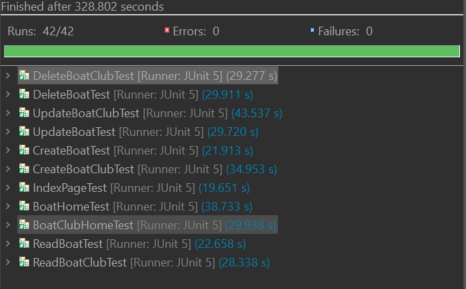 Finished after 328.802 seconds
Runs: 42/42 Errors: 0 Failures: 0
DeleteBoatClubTest [Runner: JUnit 5] (29.277 s)
DeleteBoatTest [Runner: JUnit 5] (29.911 s)
UpdateBoatClubTest [Runner: JUnit 5] (43.537 s)
UpdateBoatTest [Runner: JUnit 5] (29.720 s)
CreateBoatTest [Runner: JUnit 5] (21.913 s)
CreateBoatClubTest [Runner: JUnit 5] (34.953 s)
IndexPageTest [Runner: JUnit 5] (19.651 s)
BoatHomeTest [Runner: JUnit 5] (38.733 s)
BoatClubHomeTest [Runner: JUnit 5] (29.938 s)
ReadBoatTest [Runner: JUnit 5] (22.658 s)
ReadBoatClubTest [Runner: JUnit 5] (28.338 s)